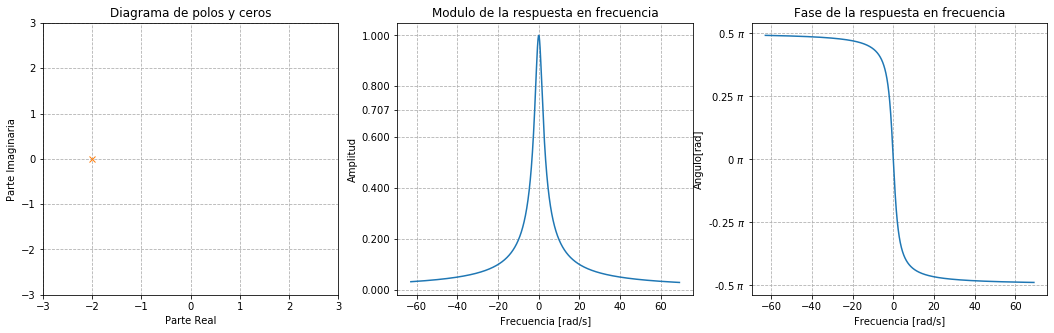 Diagrama de polos y ceros
Parte Imaginaria
3
2
1
0
−1
−2
−3
−3
−2
−1
0
1
2
3
Parte Real
Modulo de la respuesta en frecuencia
Amplitud
1.000
0.800
0.707
0.600
0.400
0.200
0.000
−60
−40
−20
0
20
40
60
Frecuencia [rad/s]
Fase de la respuesta en frecuencia
Angulo[rad]
0.5 π
0.25 π
0 π
-0.25 π
-0.5 π
−60
−40
−20
0
20
40
60
Frecuencia [rad/s]